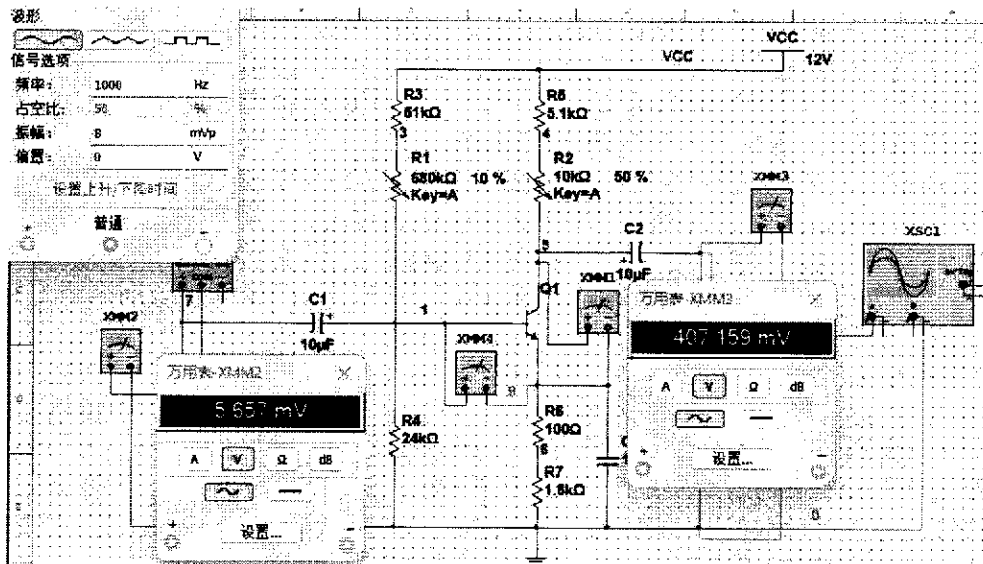 波形
信号选项
频率: 1000 Hz
占空比: 50 %
振幅: 8 mVp
偏置: 0 V
设置上升/下降时间
+ 普通 −
VCC
VCC
12V
R3
51kΩ
3
R5
5.1kΩ
4
R1
680kΩ 10 %
Key=A
R2
10kΩ 50 %
Key=A
XMM3
XSC1
C2
10µF
Q1
7
C1
10µF
1
XMM2
万用表-XMM2
5.657 mV
A V Ω dB
设置...
R4
24kΩ
R6
100Ω
6
R7
万用表-XMM3
407.159 mV
A V Ω dB
设置...
0